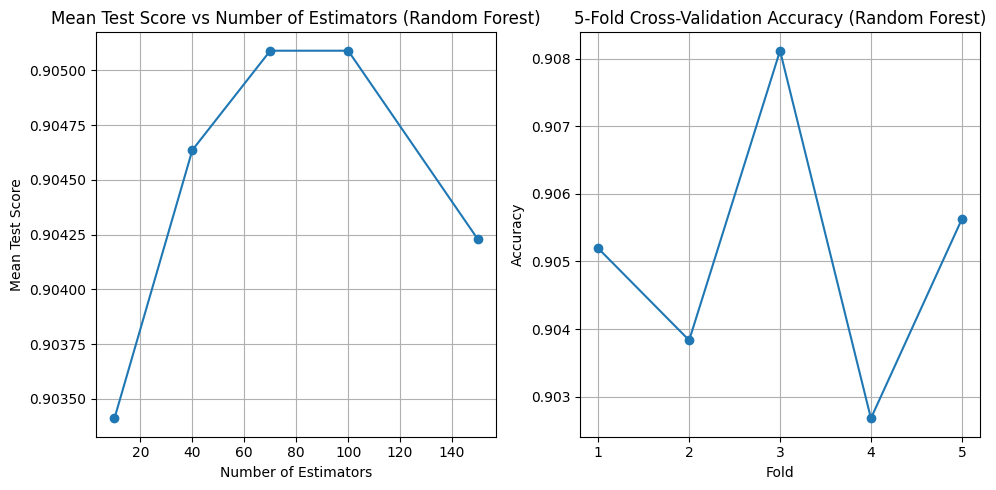 Mean Test Score vs Number of Estimators (Random Forest)
Mean Test Score
0.90500
0.90475
0.90450
0.90425
0.90400
0.90375
0.90350
20 40 60 80 100 120 140
Number of Estimators
5-Fold Cross-Validation Accuracy (Random Forest)
Accuracy
0.908
0.907
0.906
0.905
0.904
0.903
1 2 3 4 5
Fold